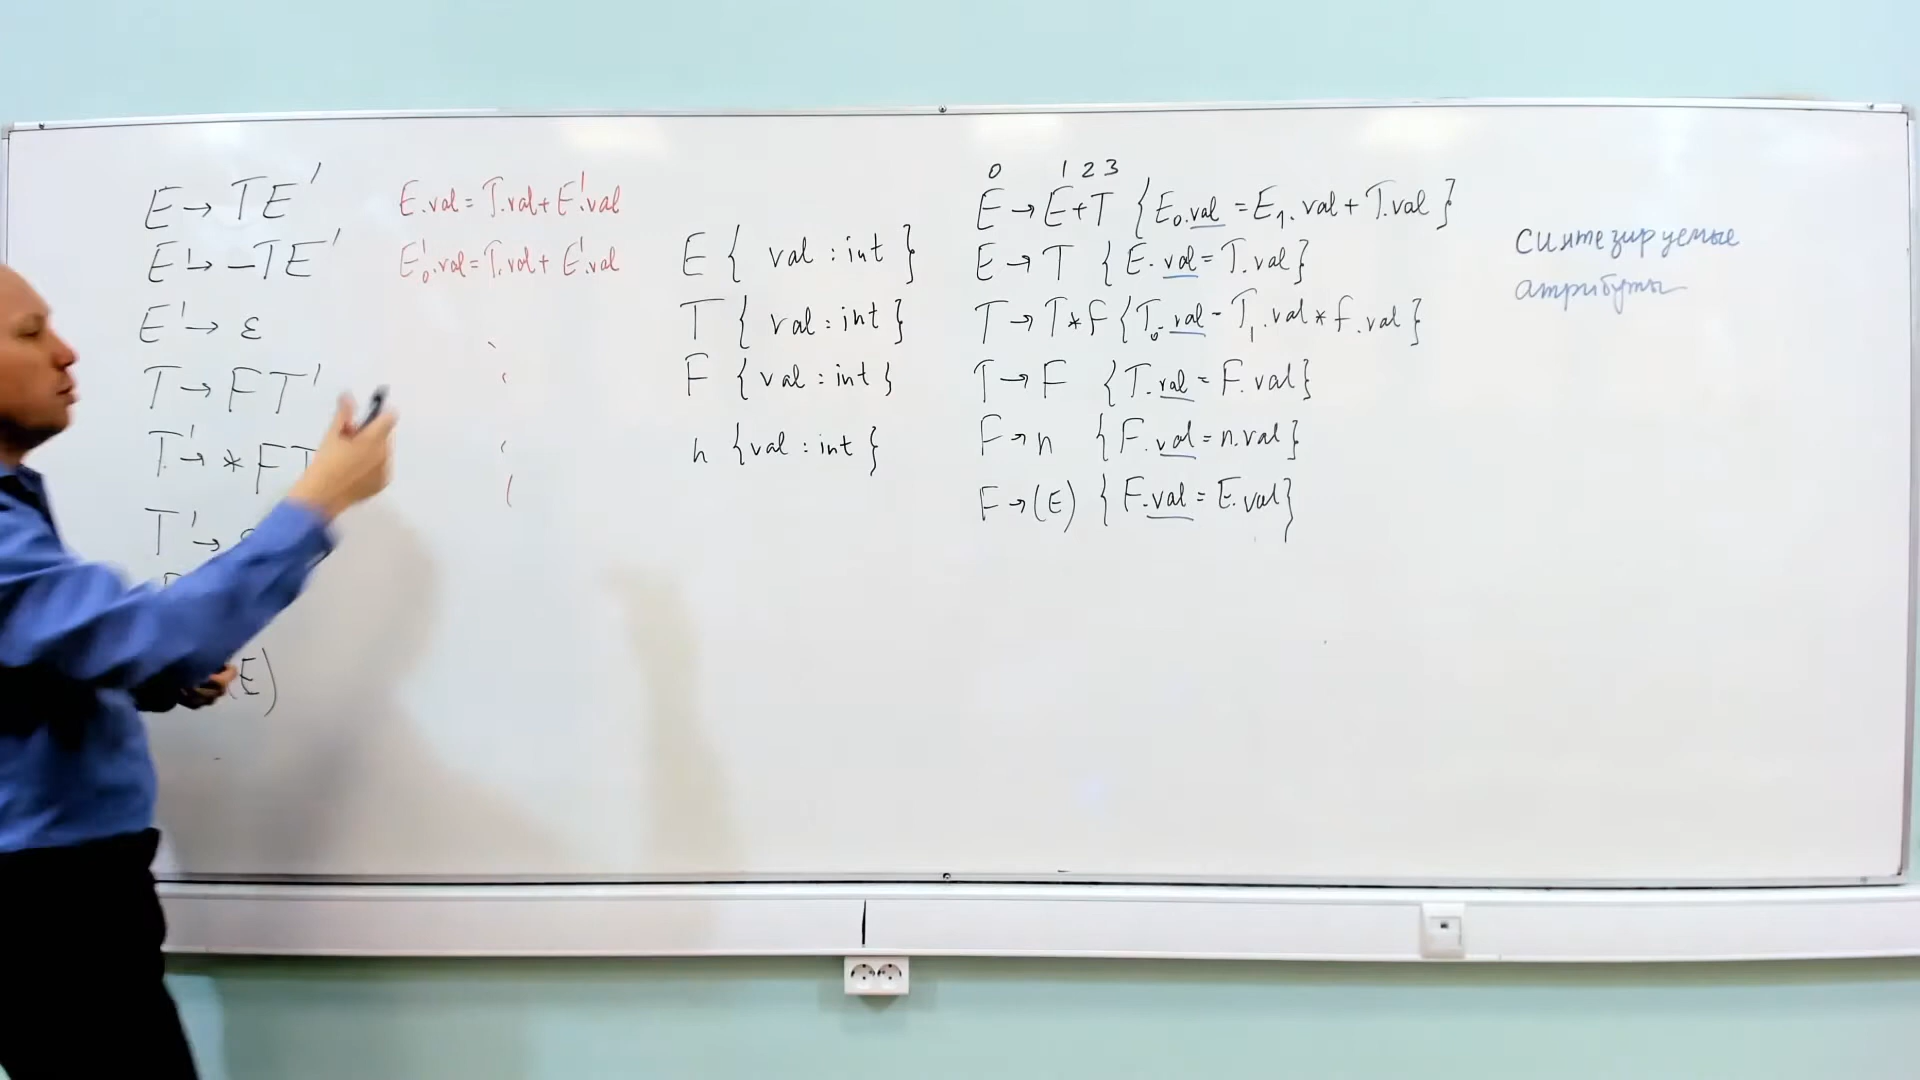 E → TE'
E' → -TE'
E' → ε
T → FT'
T' → *FT
T' →
(E)
E.val = T.val + E'.val
E'₀.val = T.val + E'.val
E { val : int }
T { val : int }
F { val : int }
n { val : int }
0 1 2 3
E → E+T { E₀.val = E₁.val + T.val }
E → T { E.val = T.val }
T → T*F { T₀.val = T₁.val * F.val }
T → F { T.val = F.val }
F → n { F.val = n.val }
F → (E) { F.val = E.val }
синтезируемые
атрибуты